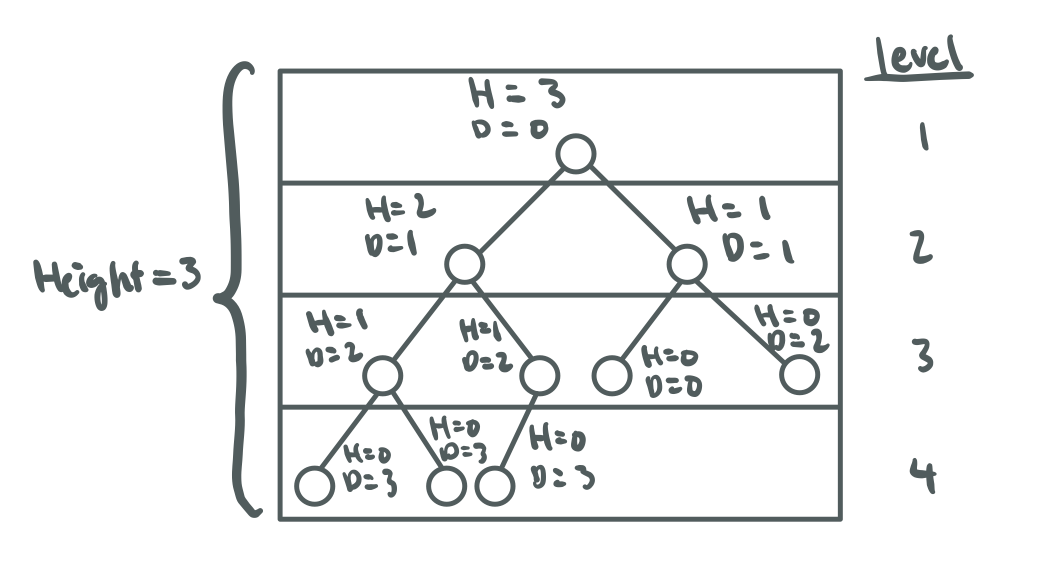 Level
H = 3
D = 0
1
H = 2
D = 1
H = 1
D = 1
2
Height = 3
H = 1
D = 2
H = 1
D = 2
H = 0
D = 0
H = 0
D = 2
3
H = 0
D = 3
H = 0
D = 3
H = 0
D = 3
4